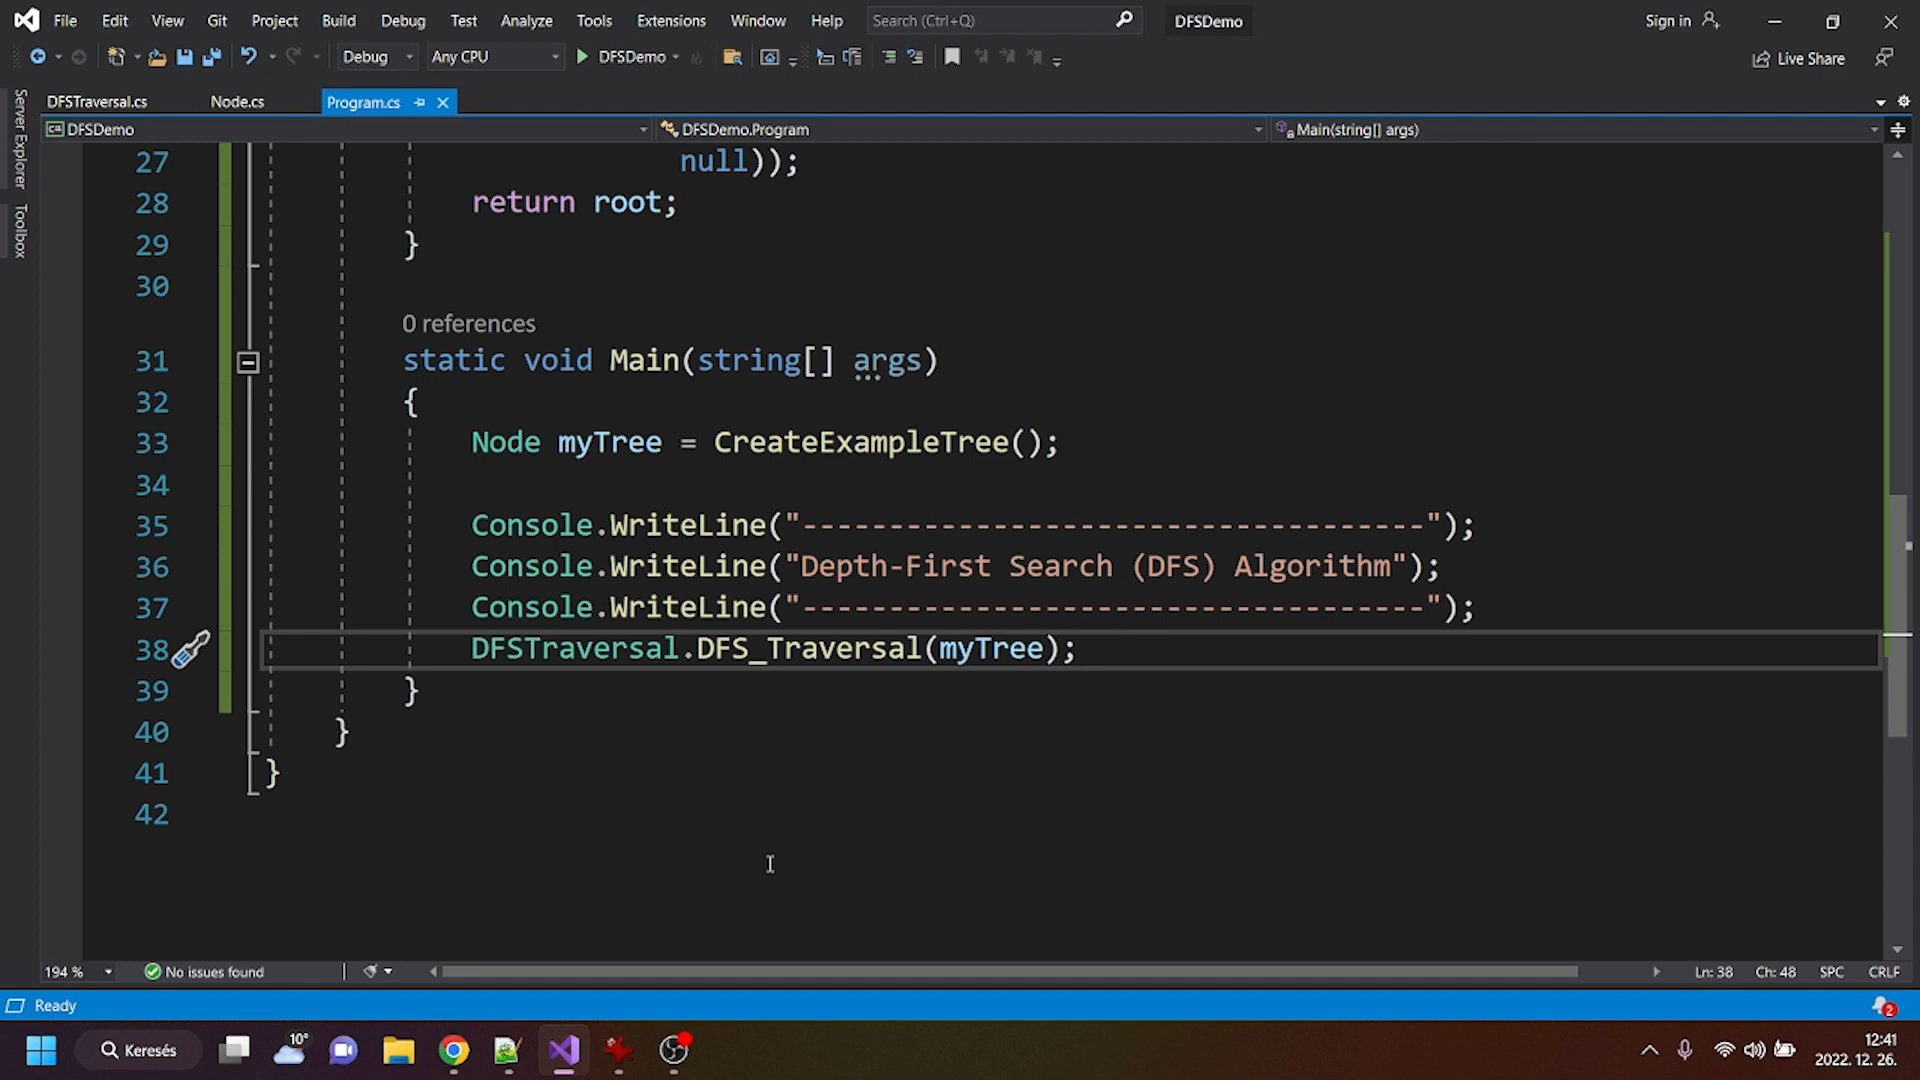 File Edit View Git Project Build Debug Test Analyze Tools Extensions Window Help Search (Ctrl+Q) DFSDemo Sign in
Debug Any CPU DFSDemo Live Share
DFSTraversal.cs Node.cs Program.cs
DFSDemo DFSDemo.Program Main(string[] args)
Server Explorer
Toolbox
27 null));
28 return root;
29 }
30
0 references
31 static void Main(string[] args)
32 {
33 Node myTree = CreateExampleTree();
34
35 Console.WriteLine("------------------------------------");
36 Console.WriteLine("Depth-First Search (DFS) Algorithm");
37 Console.WriteLine("------------------------------------");
38 DFSTraversal.DFS_Traversal(myTree);
39 }
40 }
41 }
42
194 % No issues found Ln: 38 Ch: 48 SPC CRLF
Ready 2
Keresés 10° 12:41
2022. 12. 26.